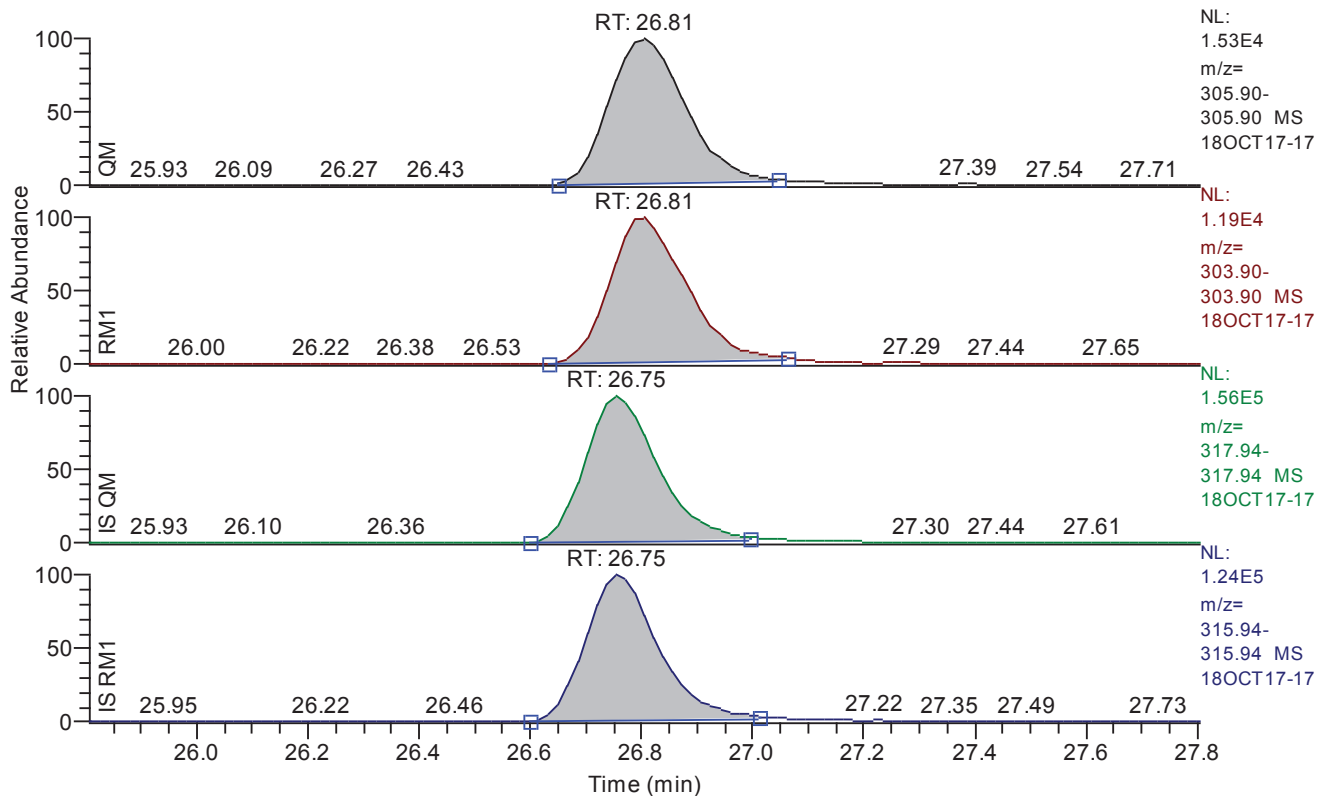 Relative Abundance
RT: 26.81
100
50
0
QM
25.93 26.09 26.27 26.43 27.39 27.54 27.71
NL:
1.53E4
m/z=
305.90-
305.90 MS
18OCT17-17
RT: 26.81
100
50
0
RM1
26.00 26.22 26.38 26.53 27.29 27.44 27.65
NL:
1.19E4
m/z=
303.90-
303.90 MS
18OCT17-17
RT: 26.75
100
50
0
IS QM
25.93 26.10 26.36 27.30 27.44 27.61
NL:
1.56E5
m/z=
317.94-
317.94 MS
18OCT17-17
RT: 26.75
100
50
0
IS RM1
25.95 26.22 26.46 27.22 27.35 27.49 27.73
NL:
1.24E5
m/z=
315.94-
315.94 MS
18OCT17-17
26.0 26.2 26.4 26.6 26.8 27.0 27.2 27.4 27.6 27.8
Time (min)